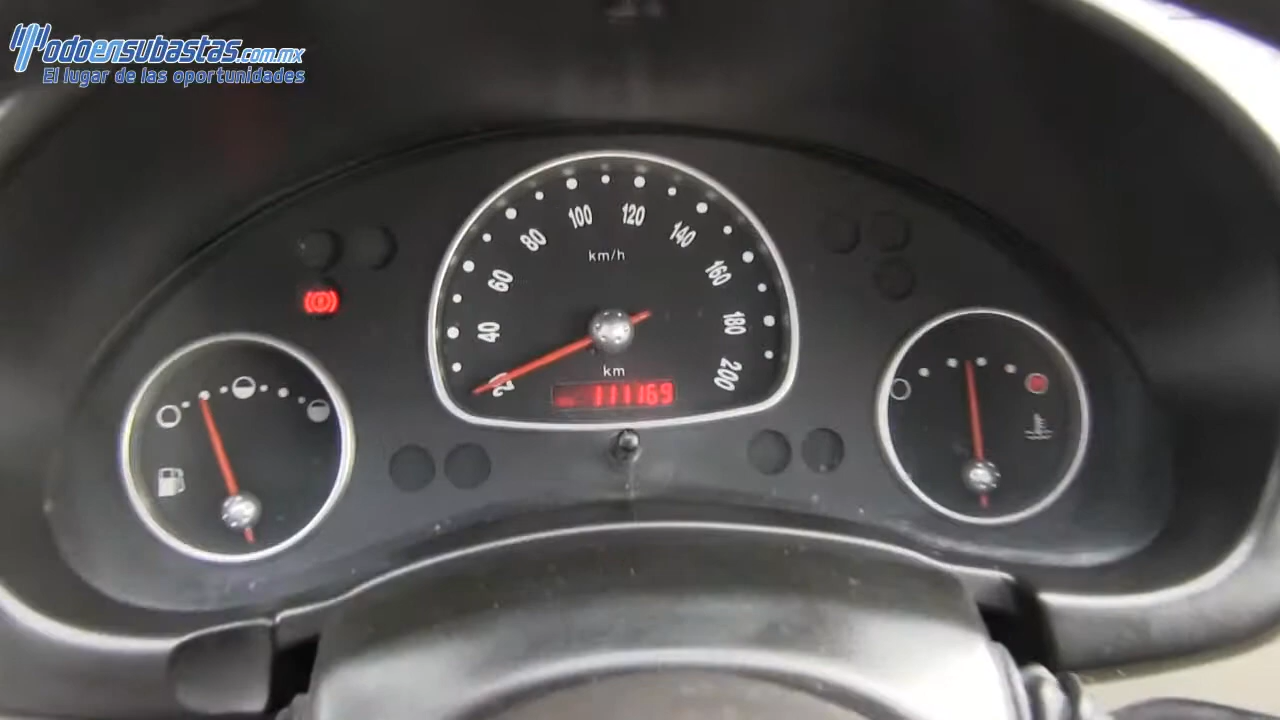 Todoensubastas.com.mx
El lugar de las oportunidades
100 120
80 140
km/h
60 160
40 180
km
20 200
111169